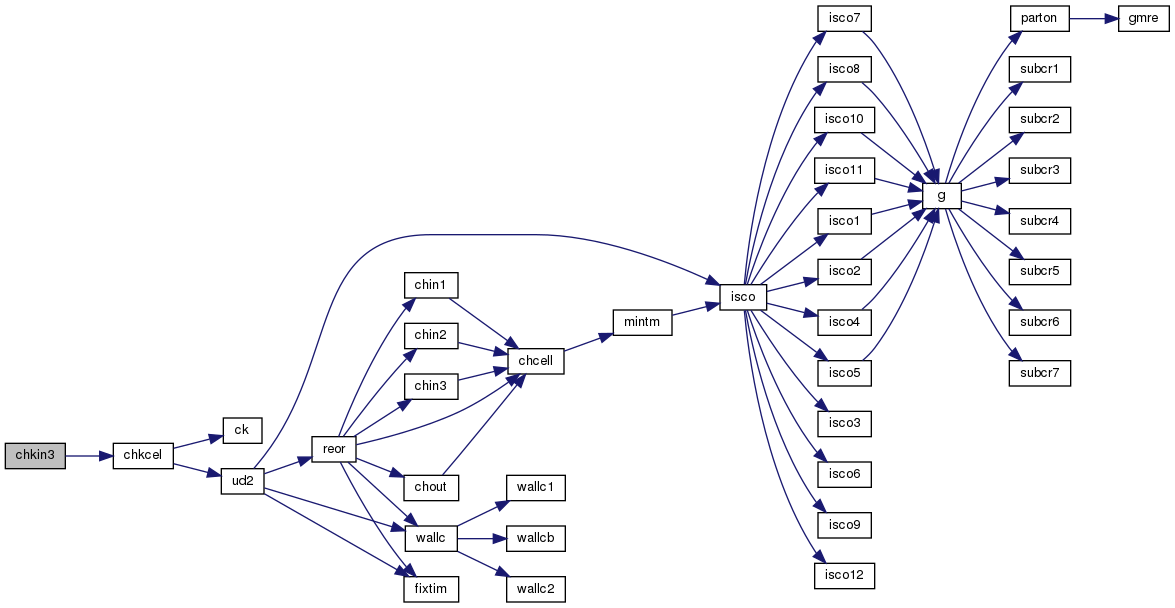 chkin3
chkcel
ck
ud2
reor
chin1
chin2
chin3
chout
wallc
fixtim
chcell
wallc1
wallcb
wallc2
mintm
isco
isco7
isco8
isco10
isco11
isco1
isco2
isco4
isco5
isco3
isco6
isco9
isco12
g
parton
subcr1
subcr2
subcr3
subcr4
subcr5
subcr6
subcr7
gmre